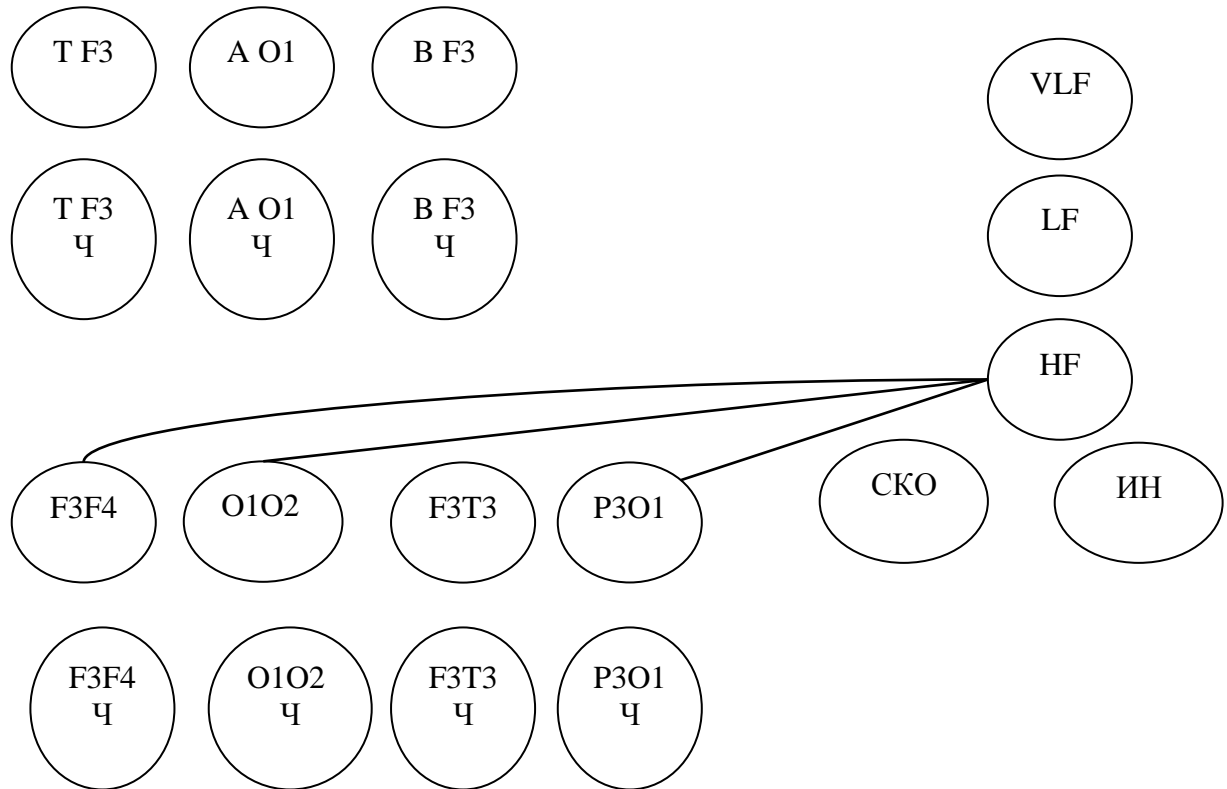 T F3
A O1
B F3
VLF
T F3
Ч
A O1
Ч
B F3
Ч
LF
HF
F3F4
O1O2
F3T3
P3O1
СКО
ИН
F3F4
Ч
O1O2
Ч
F3T3
Ч
P3O1
Ч